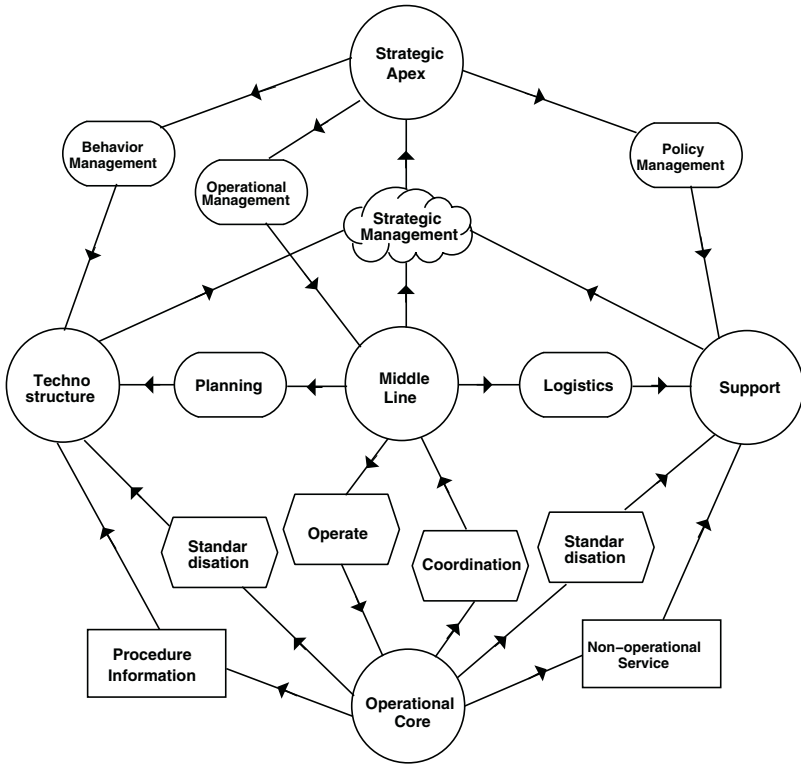 Strategic
Apex
Behavior
Management
Operational
Management
Policy
Management
Strategic
Management
Techno
structure
Planning
Middle
Line
Logistics
Support
Standar
disation
Operate
Coordination
Standar
disation
Procedure
Information
Operational
Core
Non-operational
Service